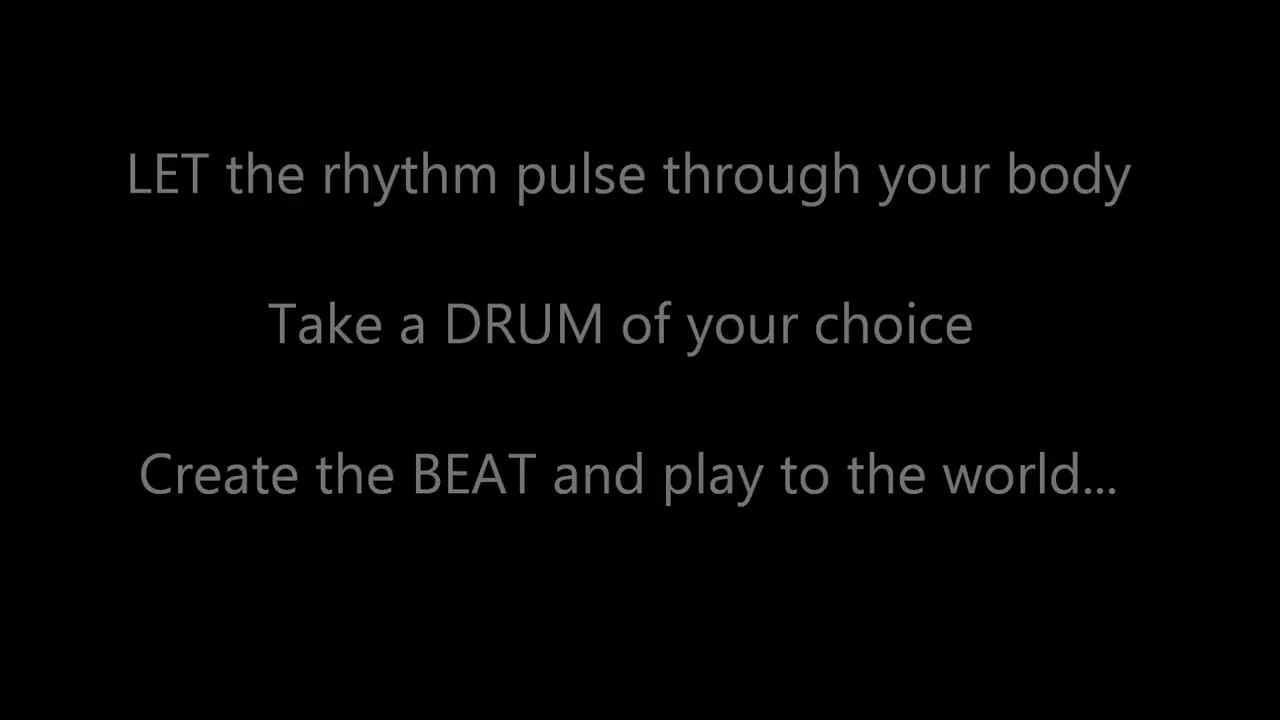 LET the rhythm pulse through your body
Take a DRUM of your choice
Create the BEAT and play to the world...